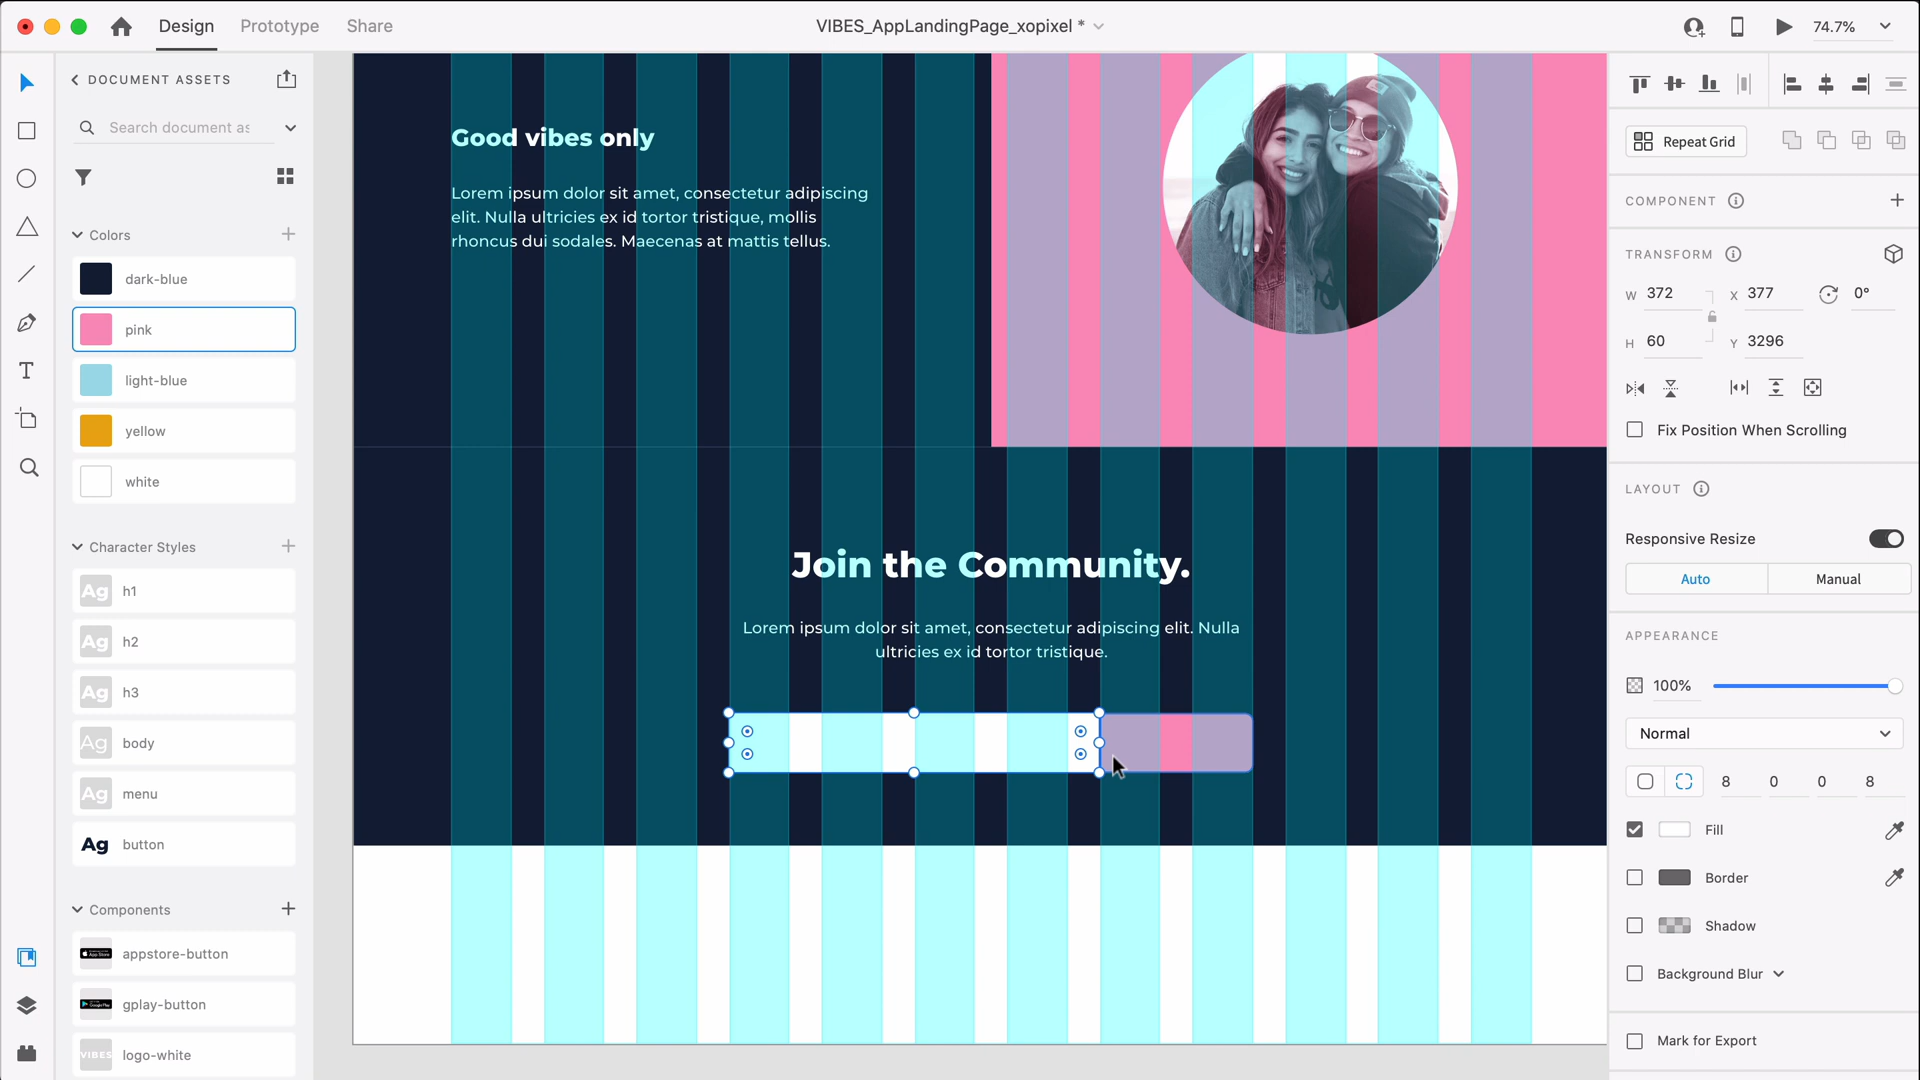 Design
Prototype
Share
VIBES_AppLandingPage_xopixel *
74.7%
DOCUMENT ASSETS
Search document as
Colors
dark-blue
pink
light-blue
yellow
white
Character Styles
Ag h1
Ag h2
Ag h3
Ag body
Ag menu
Ag button
Components
appstore-button
gplay-button
VIBES logo-white
Good vibes only
Lorem ipsum dolor sit amet, consectetur adipiscing
elit. Nulla ultricies ex id tortor tristique, mollis
rhoncus dui sodales. Maecenas at mattis tellus.
Join the Community.
Lorem ipsum dolor sit amet, consectetur adipiscing elit. Nulla
ultricies ex id tortor tristique.
Repeat Grid
COMPONENT
TRANSFORM
W 372 X 377 0°
H 60 Y 3296
Fix Position When Scrolling
LAYOUT
Responsive Resize
Auto
Manual
APPEARANCE
100%
Normal
8 0 0 8
Fill
Border
Shadow
Background Blur
Mark for Export